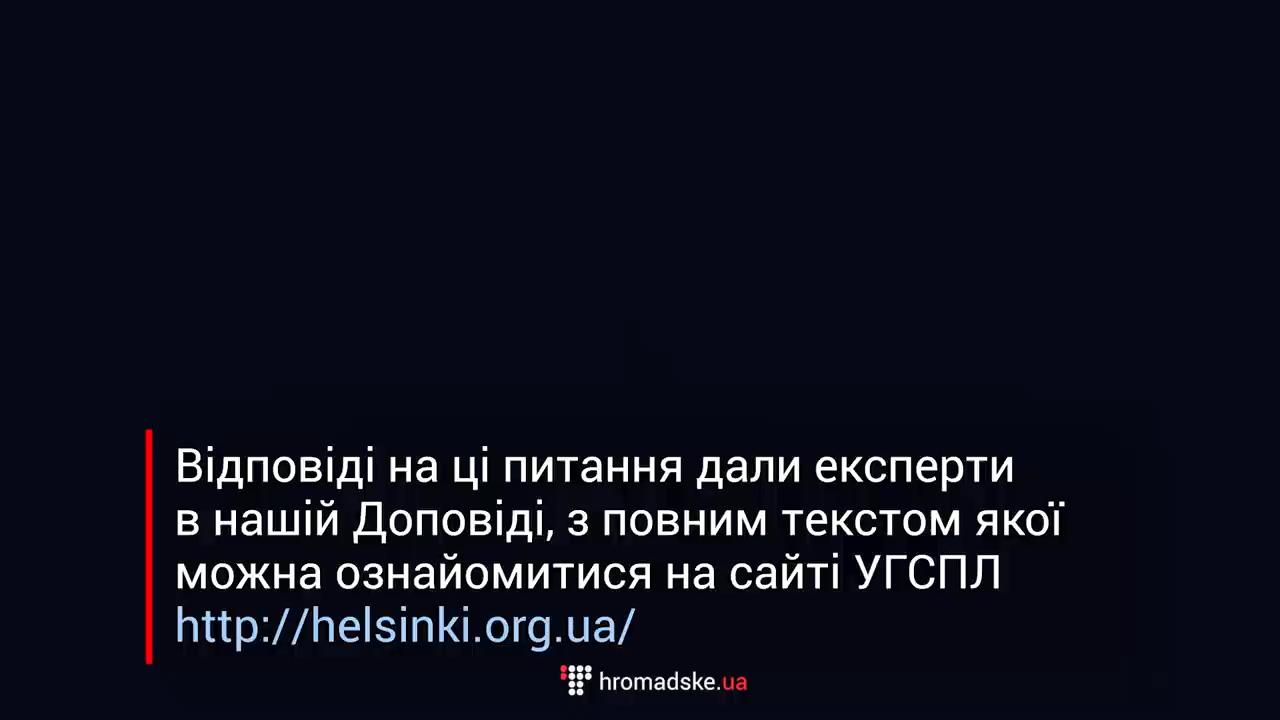 Відповіді на ці питання дали експерти
в нашій Доповіді, з повним текстом якої
можна ознайомитися на сайті УГСПЛ
http://helsinki.org.ua/
hromadske.ua